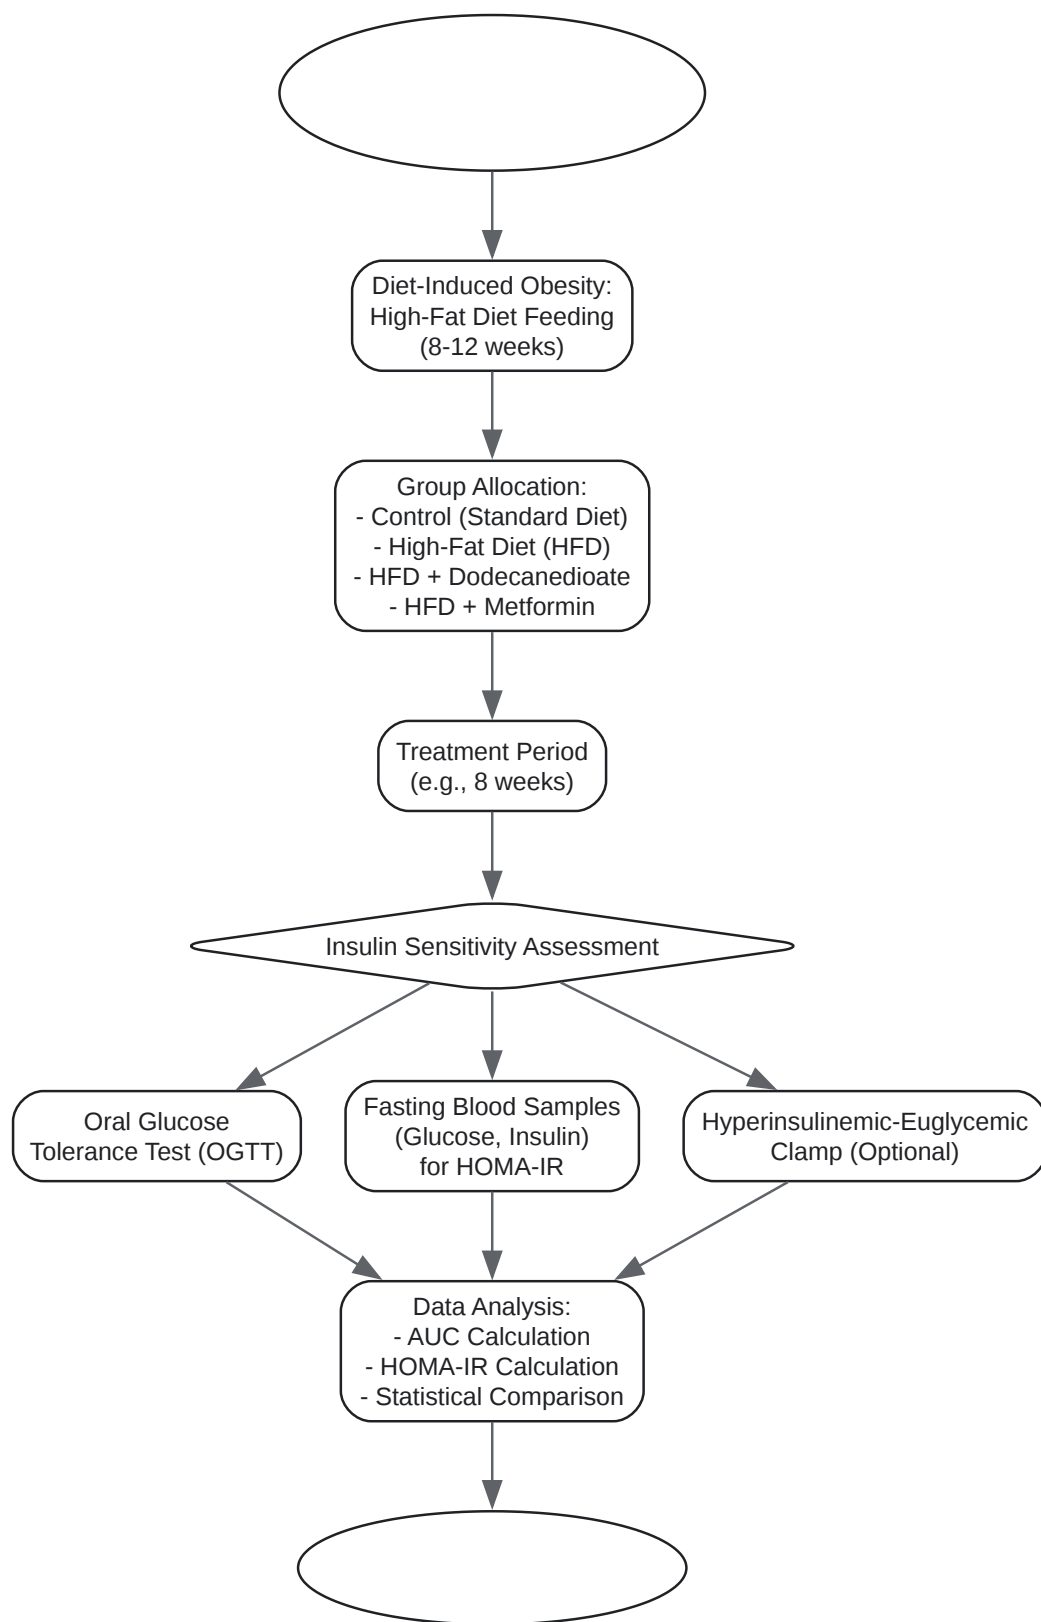 Diet-Induced Obesity:
High-Fat Diet Feeding
(8-12 weeks)
Group Allocation:
- Control (Standard Diet)
- High-Fat Diet (HFD)
- HFD + Dodecanedioate
- HFD + Metformin
Treatment Period
(e.g., 8 weeks)
Insulin Sensitivity Assessment
Oral Glucose
Tolerance Test (OGTT)
Fasting Blood Samples
(Glucose, Insulin)
for HOMA-IR
Hyperinsulinemic-Euglycemic
Clamp (Optional)
Data Analysis:
- AUC Calculation
- HOMA-IR Calculation
- Statistical Comparison